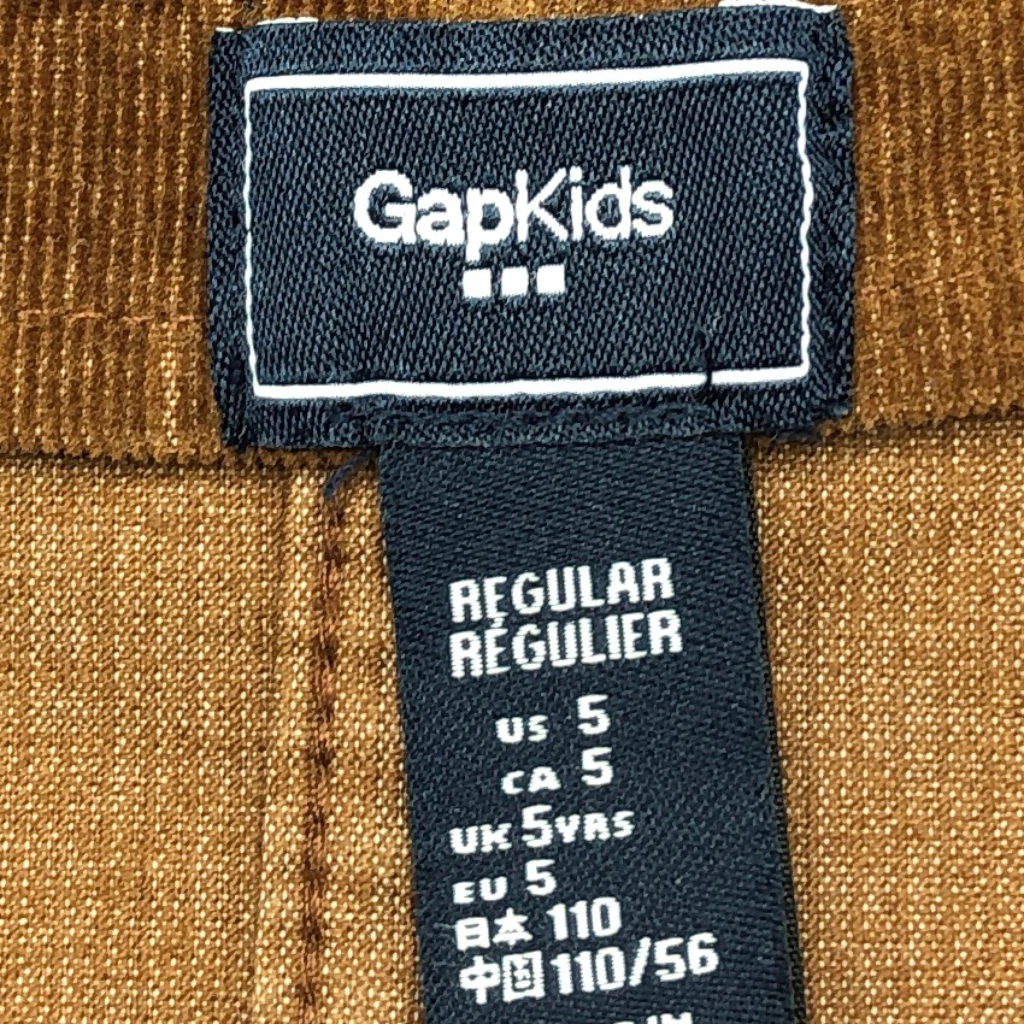 GapKids
REGULAR
RÉGULIER
US 5
CA 5
UK 5YRS
EU 5
日本 110
中国 110/56